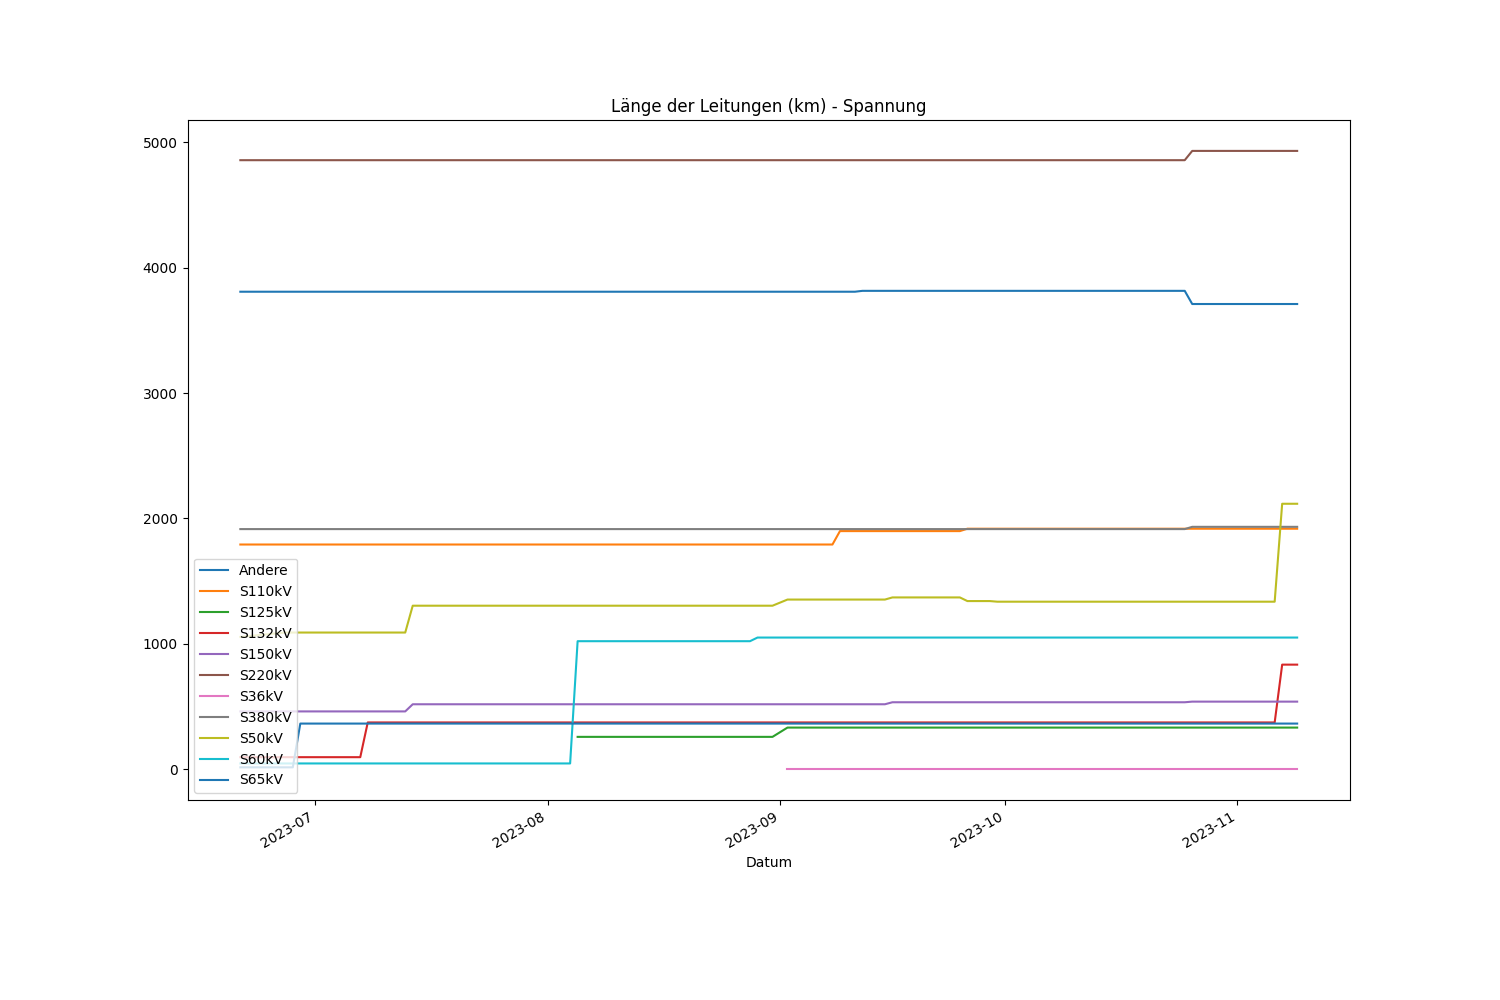 Länge der Leitungen (km) - Spannung
5000
4000
3000
2000
1000
0
Andere
S110kV
S125kV
S132kV
S150kV
S220kV
S36kV
S380kV
S50kV
S60kV
S65kV
2023-07
2023-08
2023-09
2023-10
2023-11
Datum